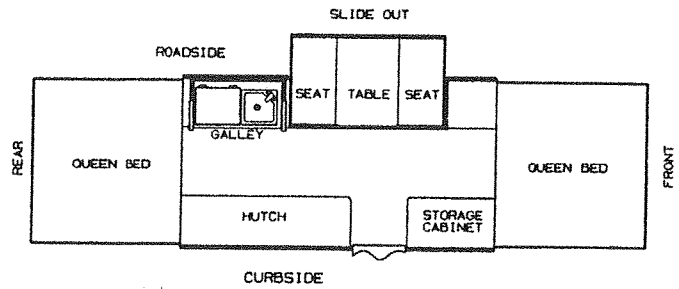 SLIDE OUT
ROADSIDE
SEAT
TABLE
SEAT
GALLEY
REAR
QUEEN BED
QUEEN BED
FRONT
HUTCH
STORAGE
CABINET
CURBSIDE